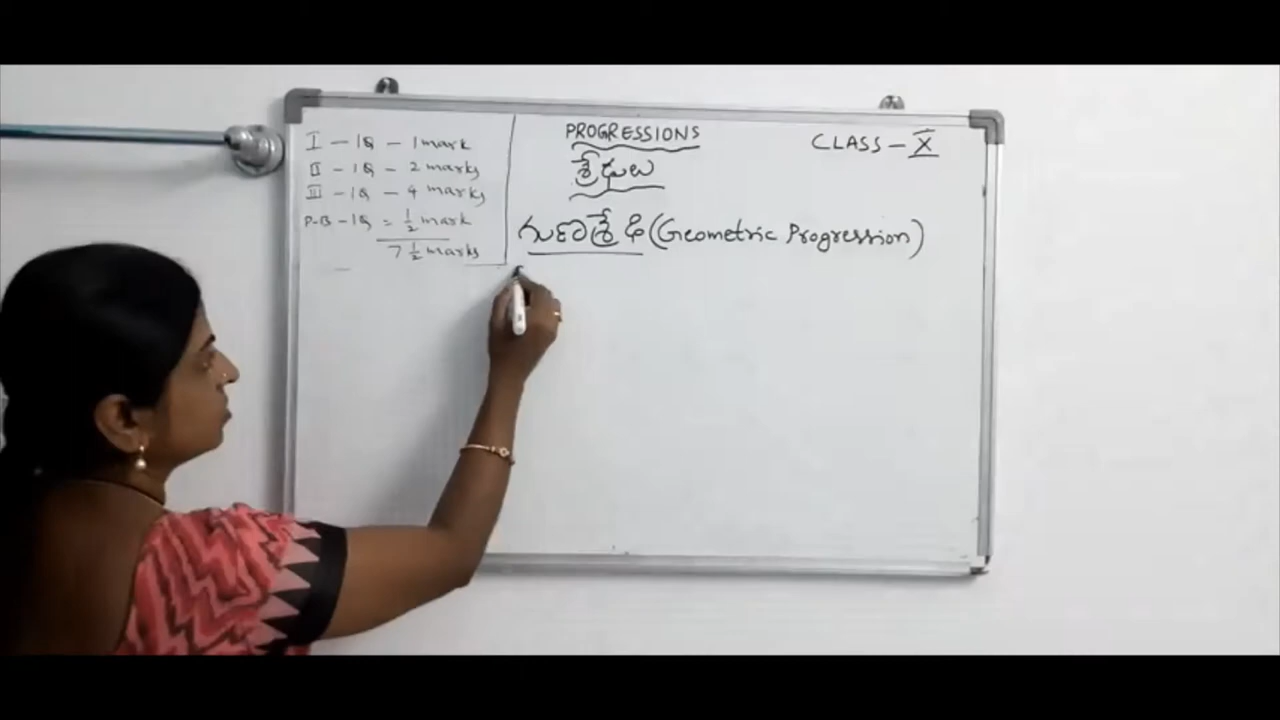 I - 1Q - 1 mark
II - 1Q - 2 marks
III - 1Q - 4 marks
P-B - 1Q = 1/2 mark
7 1/2 marks
PROGRESSIONS
శ్రేఢులు
CLASS - X
గుణశ్రేఢి (Geometric Progression)